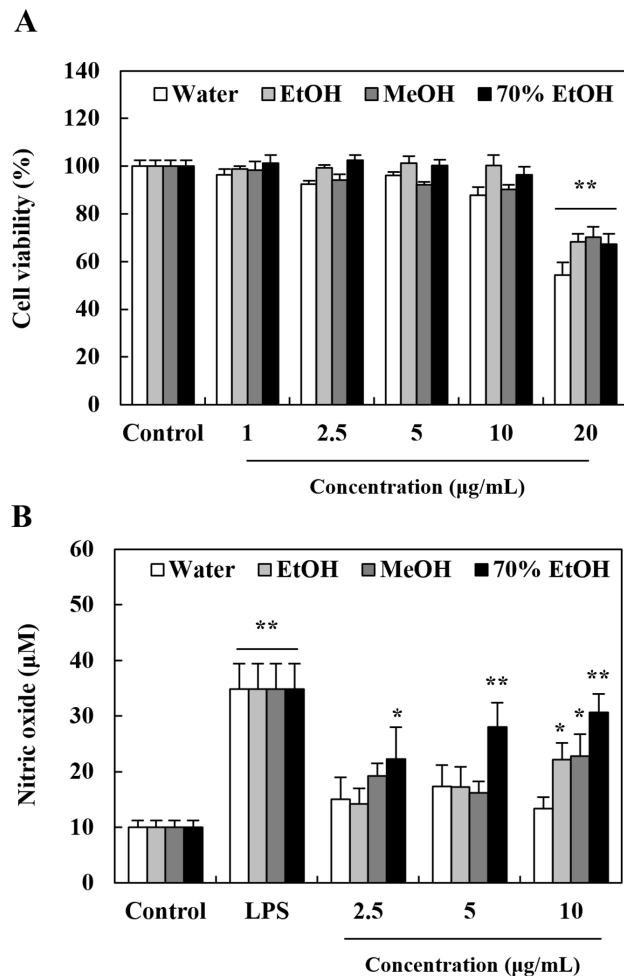 A
140
Water EtOH MeOH 70% EtOH
120
100
80
60
40
20
0
Cell viability (%)
**
Control 1 2.5 5 10 20
Concentration (μg/mL)
B
60
Water EtOH MeOH 70% EtOH
50
40
30
20
10
0
Nitric oxide (μM)
**
* ** * * **
Control LPS 2.5 5 10
Concentration (μg/mL)